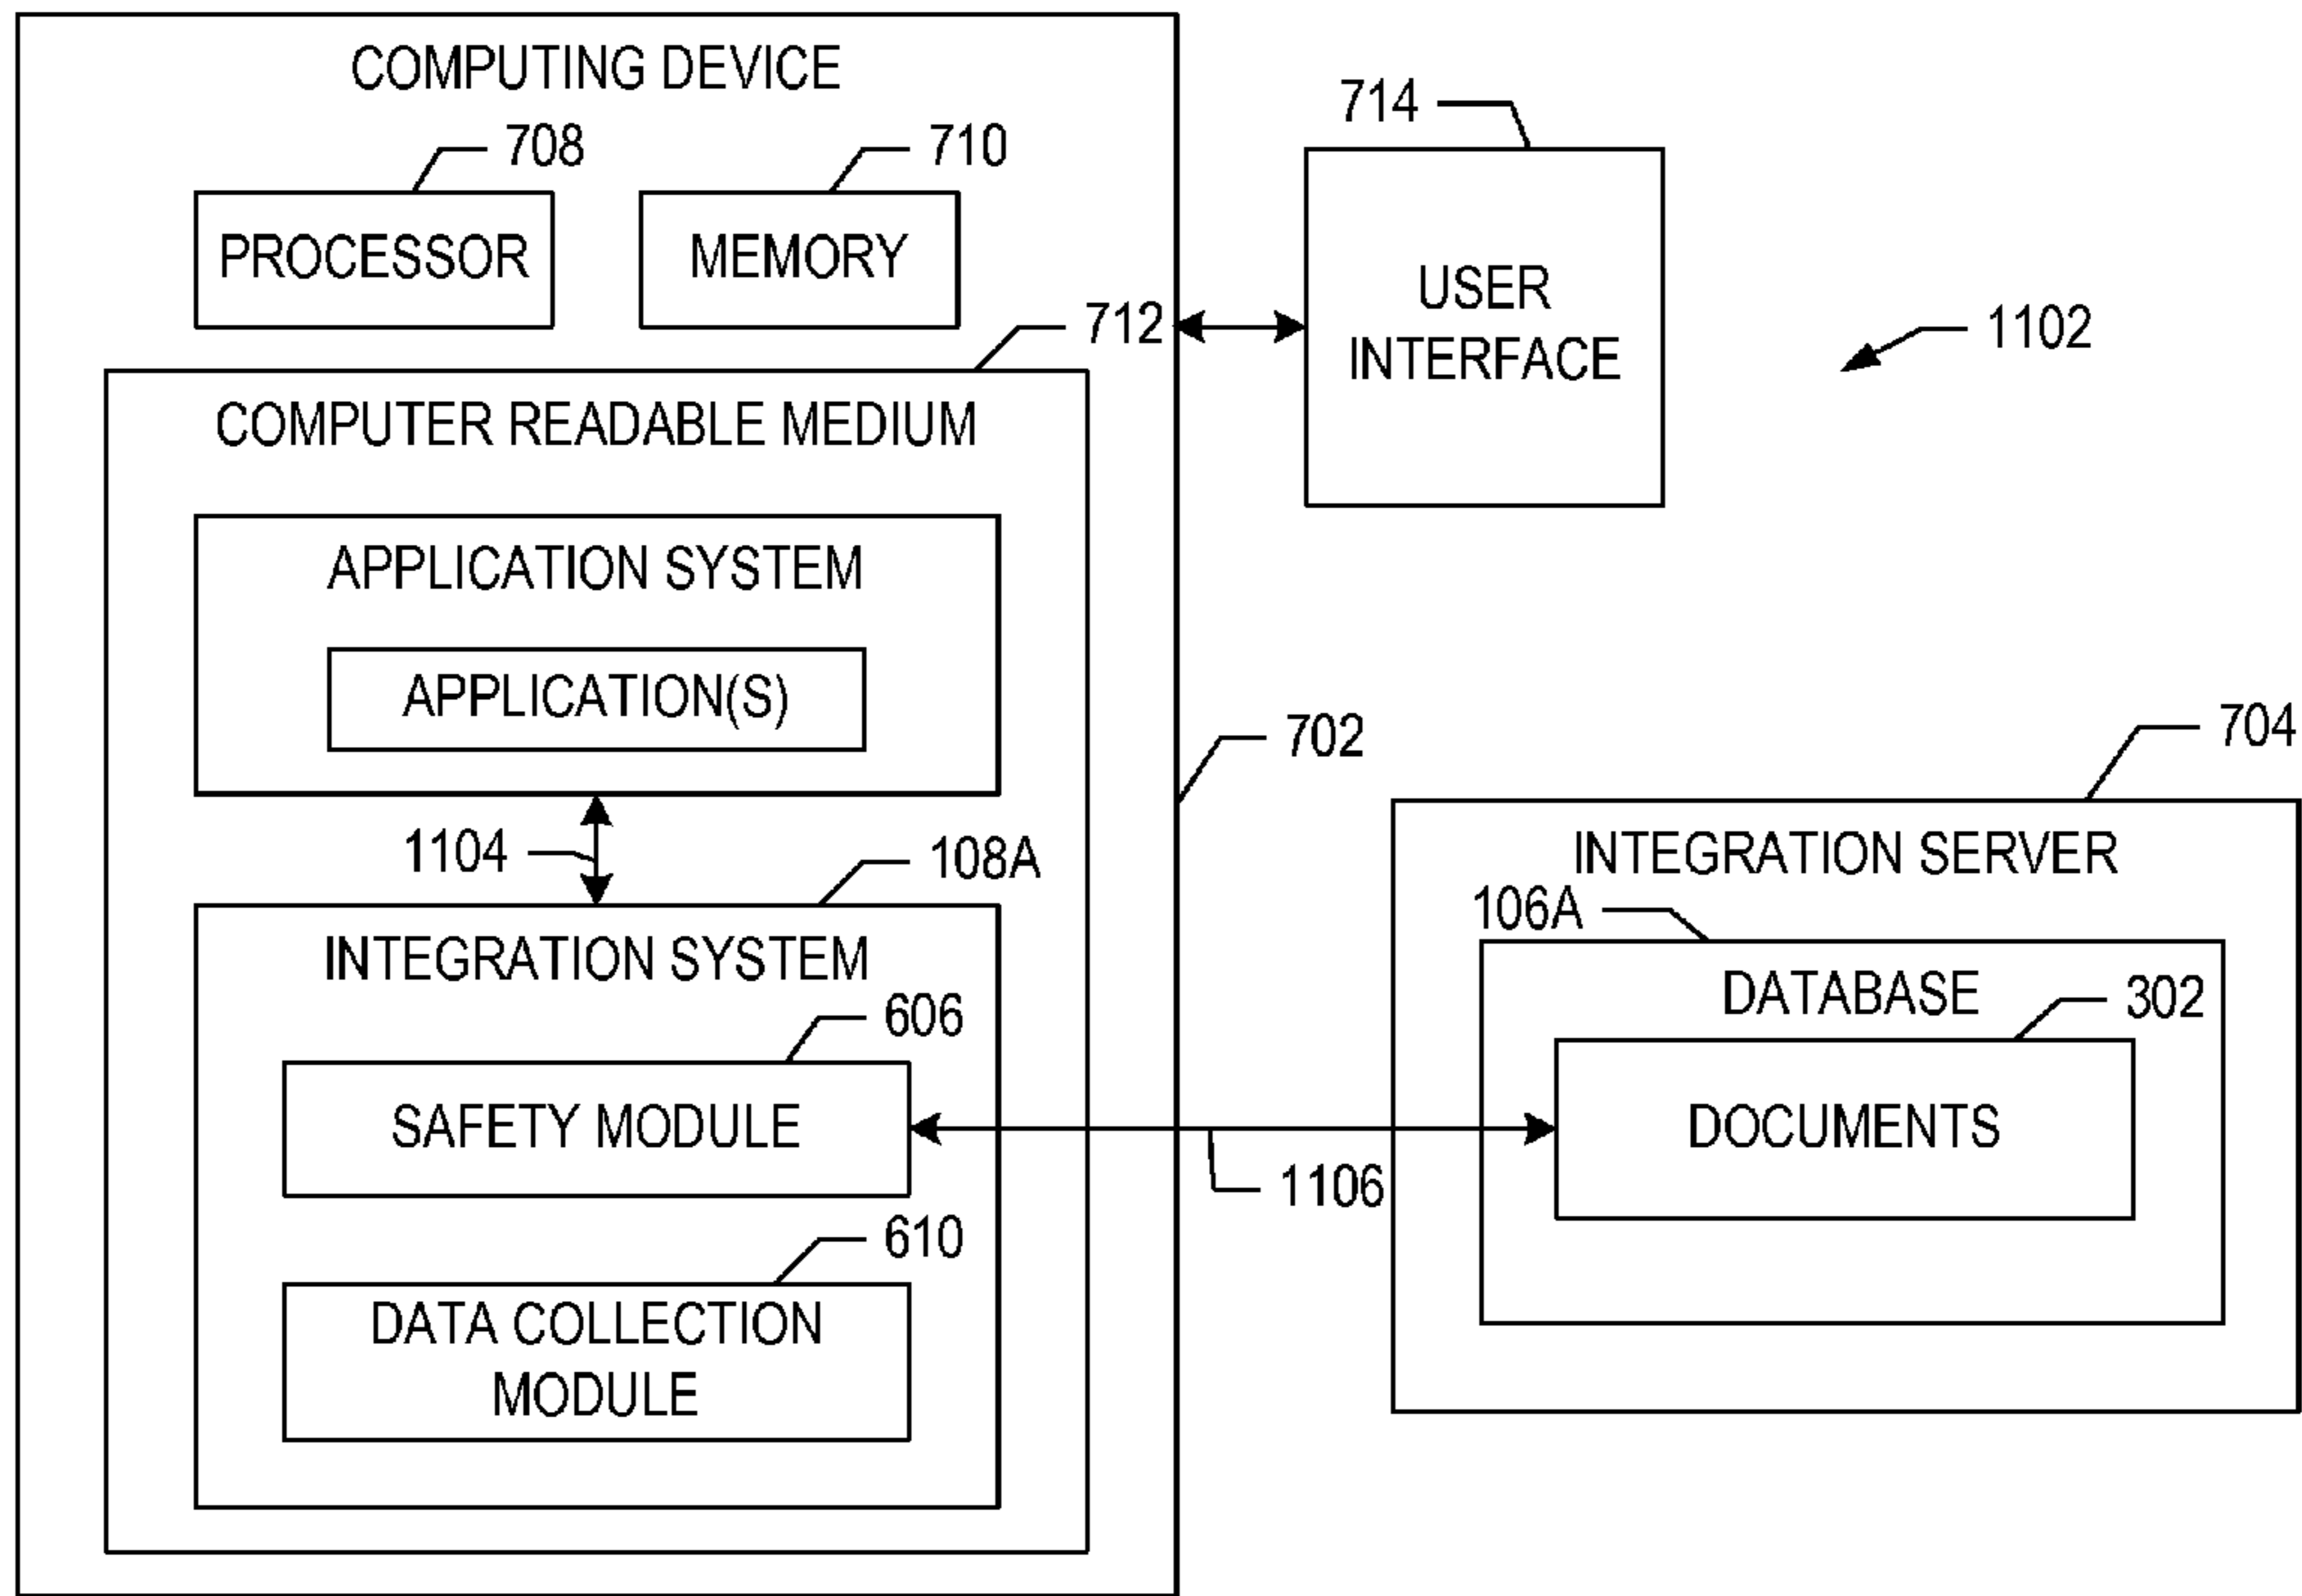 COMPUTING DEVICE
708
710
PROCESSOR
MEMORY
712
COMPUTER READABLE MEDIUM
APPLICATION SYSTEM
APPLICATION(S)
1104
108A
INTEGRATION SYSTEM
606
SAFETY MODULE
610
DATA COLLECTION
MODULE
714
USER
INTERFACE
1102
702
704
INTEGRATION SERVER
106A
DATABASE
302
DOCUMENTS
1106